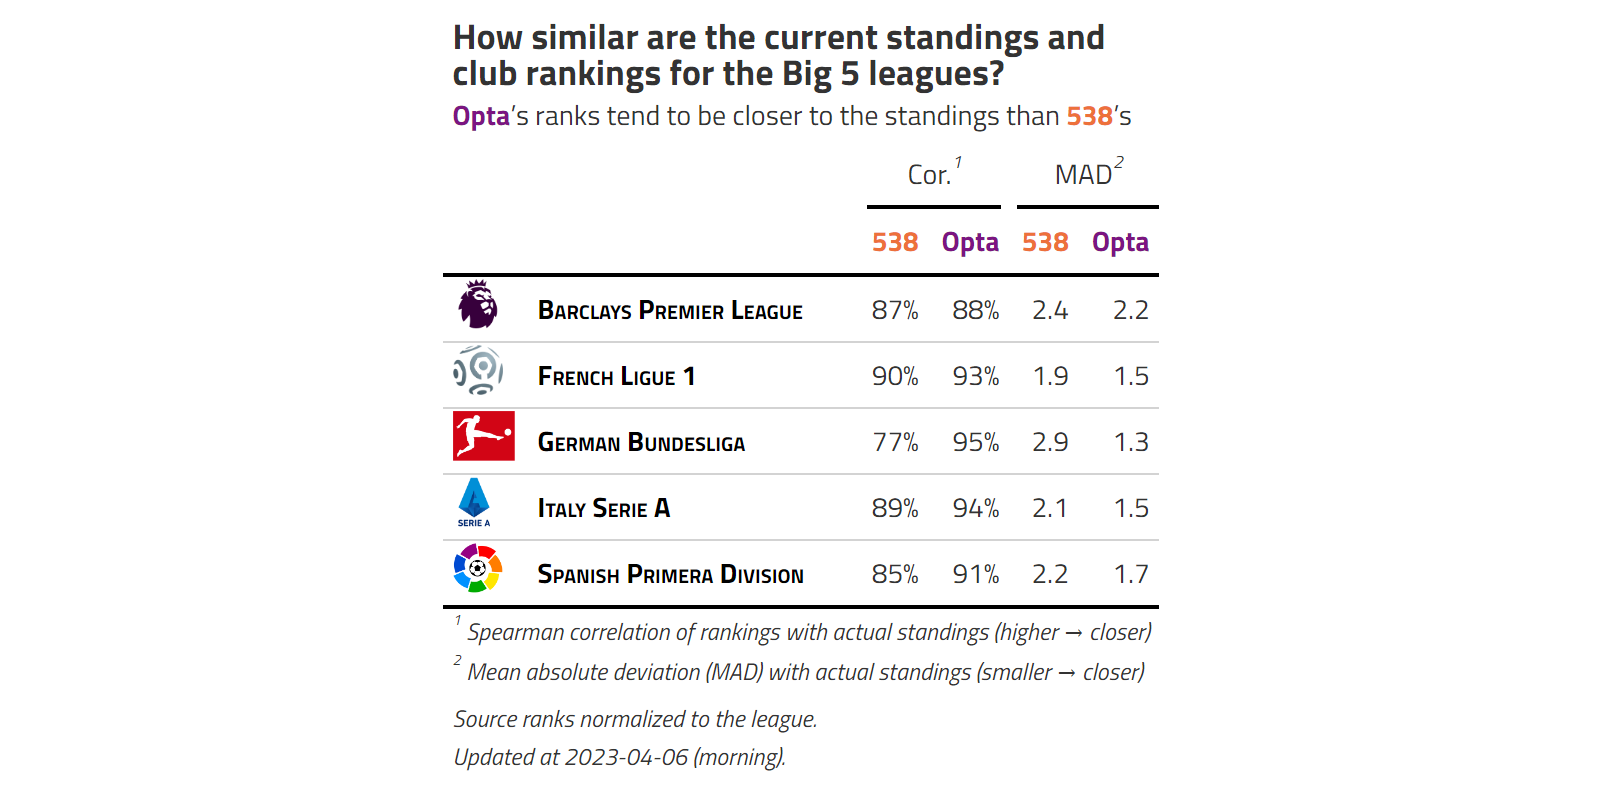 How similar are the current standings and
club rankings for the Big 5 leagues?
Opta's ranks tend to be closer to the standings than 538's
Cor.1 MAD2
538 Opta 538 Opta
Barclays Premier League 87% 88% 2.4 2.2
French Ligue 1 90% 93% 1.9 1.5
German Bundesliga 77% 95% 2.9 1.3
SERIE A Italy Serie A 89% 94% 2.1 1.5
Spanish Primera Division 85% 91% 2.2 1.7
1 Spearman correlation of rankings with actual standings (higher → closer)
2 Mean absolute deviation (MAD) with actual standings (smaller → closer)
Source ranks normalized to the league.
Updated at 2023-04-06 (morning).